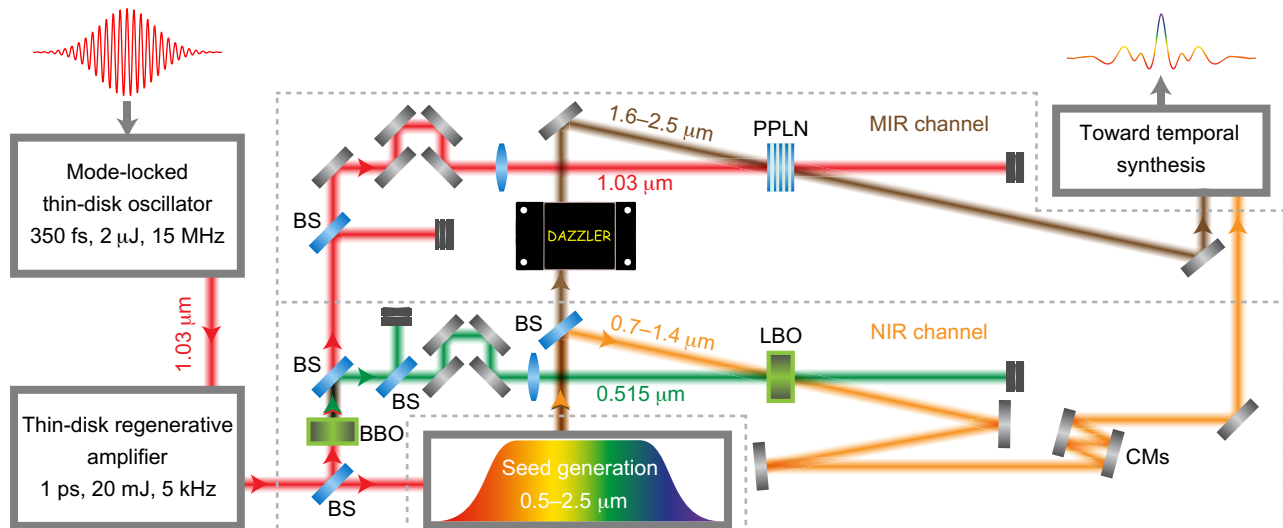 1.6–2.5 μm
PPLN
MIR channel
Toward temporal
synthesis
Mode-locked
thin-disk oscillator
350 fs, 2 μJ, 15 MHz
BS
1.03 μm
DAZZLER
1.03 μm
BS
0.7–1.4 μm
LBO
NIR channel
BS
BS
0.515 μm
Thin-disk regenerative
amplifier
1 ps, 20 mJ, 5 kHz
BBO
BS
Seed generation
0.5–2.5 μm
CMs